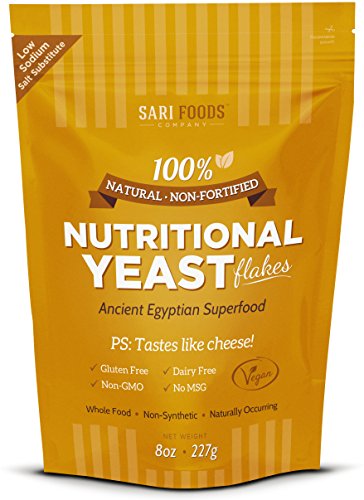 Low
Sodium
Salt Substitute
SARI FOODS™
COMPANY
100%
NATURAL · NON-FORTIFIED
NUTRITIONAL
YEAST flakes
Ancient Egyptian Superfood
PS: Tastes like cheese!
✓ Gluten Free ✓ Dairy Free
✓ Non-GMO ✓ No MSG
Vegan
Whole Food · Non-Synthetic · Naturally Occurring
NET WEIGHT
8oz · 227g